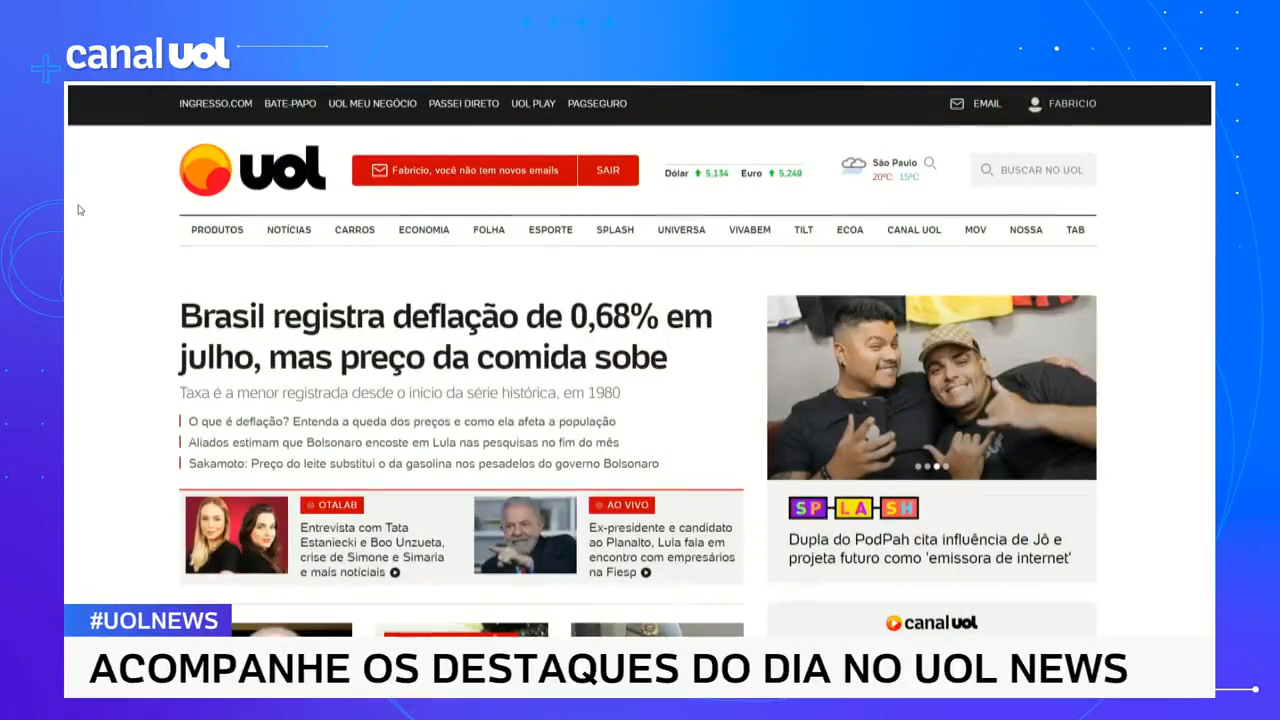 canal UOL
INGRESSO.COM BATE-PAPO UOL MEU NEGÓCIO PASSEI DIRETO UOL PLAY PAGSEGURO EMAIL FABRICIO
UOL
Fabricio, você não tem novos emails SAIR
Dólar 5,134 Euro 5,249
São Paulo
20ºC 15ºC
BUSCAR NO UOL
PRODUTOS NOTÍCIAS CARROS ECONOMIA FOLHA ESPORTE SPLASH UNIVERSA VIVABEM TILT ECOA CANAL UOL MOV NOSSA TAB
Brasil registra deflação de 0,68% em
julho, mas preço da comida sobe
Taxa é a menor registrada desde o início da série histórica, em 1980
O que é deflação? Entenda a queda dos preços e como ela afeta a população
Aliados estimam que Bolsonaro encoste em Lula nas pesquisas no fim do mês
Sakamoto: Preço do leite substitui o da gasolina nos pesadelos do governo Bolsonaro
OTALAB
Entrevista com Tata
Estaniecki e Boo Unzueta,
crise de Simone e Simaria
e mais notíciais
AO VIVO
Ex-presidente e candidato
ao Planalto, Lula fala em
encontro com empresários
na Fiesp
SPLASH
Dupla do PodPah cita influência de Jô e
projeta futuro como 'emissora de internet'
canal UOL
#UOLNEWS
ACOMPANHE OS DESTAQUES DO DIA NO UOL NEWS